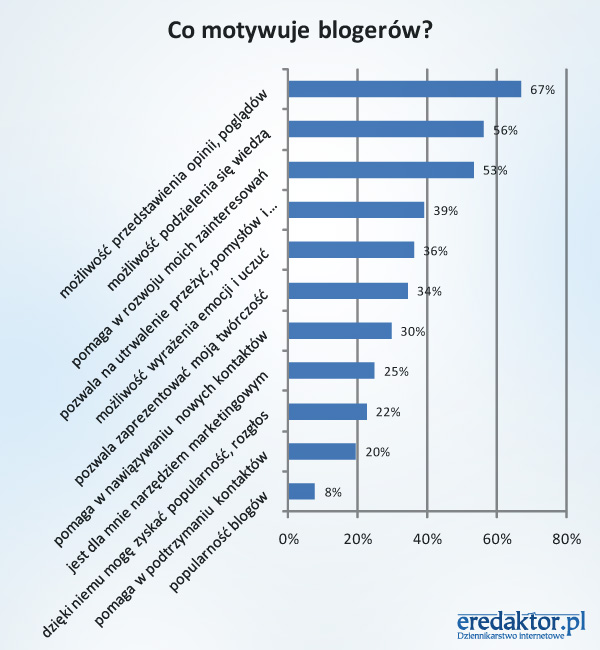 Co motywuje blogerów?
możliwość przedstawienia opinii, poglądów
67%
możliwość podzielenia się wiedzą
56%
pomaga w rozwoju moich zainteresowań
53%
pozwala na utrwalenie przeżyć, pomysłów i...
39%
możliwość wyrażenia emocji i uczuć
36%
pozwala zaprezentować moją twórczość
34%
pomaga w nawiązywaniu nowych kontaktów
30%
jest dla mnie narzędziem marketingowym
25%
dzięki niemu mogę zyskać popularność, rozgłos
22%
pomaga w podtrzymaniu kontaktów
20%
popularność blogów
8%
0% 20% 40% 60% 80%
eredaktor.pl
Dziennikarstwo internetowe